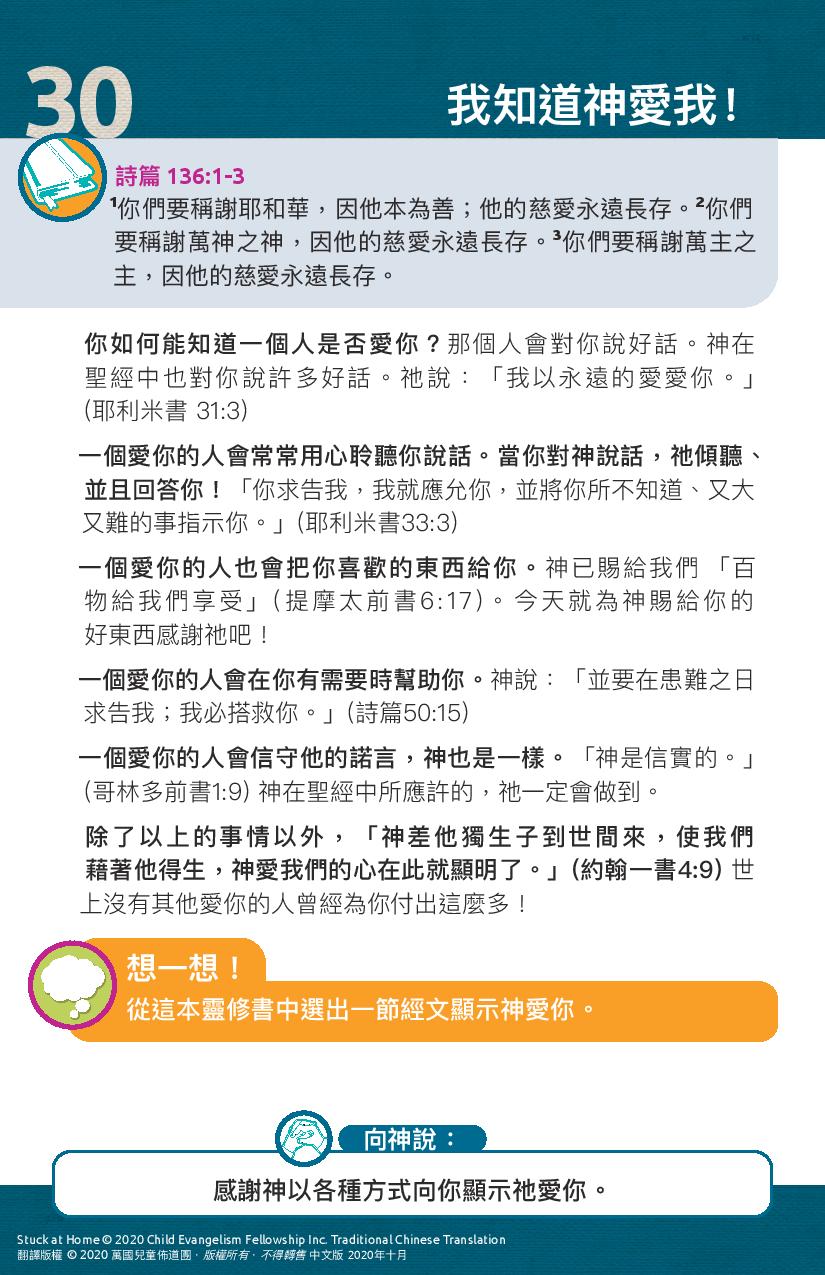 30
我知道神愛我!
詩篇 136:1-3
¹你們要稱謝耶和華，因他本為善；他的慈愛永遠長存。²你們
要稱謝萬神之神，因他的慈愛永遠長存。³你們要稱謝萬主之
主，因他的慈愛永遠長存。
你如何能知道一個人是否愛你？那個人會對你說好話。神在
聖經中也對你說許多好話。祂說：「我以永遠的愛愛你。」
(耶利米書 31:3)
一個愛你的人會常常用心聆聽你說話。當你對神說話，祂傾聽、
並且回答你！「你求告我，我就應允你，並將你所不知道、又大
又難的事指示你。」(耶利米書33:3)
一個愛你的人也會把你喜歡的東西給你。神已賜給我們 「百
物給我們享受」(提摩太前書6:17)。今天就為神賜給你的
好東西感謝祂吧！
一個愛你的人會在你有需要時幫助你。神說：「並要在患難之日
求告我；我必搭救你。」(詩篇50:15)
一個愛你的人會信守他的諾言，神也是一樣。「神是信實的。」
(哥林多前書1:9) 神在聖經中所應許的，祂一定會做到。
除了以上的事情以外，「神差他獨生子到世間來，使我們
藉著他得生，神愛我們的心在此就顯明了。」(約翰一書4:9) 世
上沒有其他愛你的人曾經為你付出這麼多！
想一想！
從這本靈修書中選出一節經文顯示神愛你。
向神說：
感謝神以各種方式向你顯示祂愛你。
Stuck at Home © 2020 Child Evangelism Fellowship Inc. Traditional Chinese Translation
翻譯版權 © 2020 萬國兒童佈道團．版權所有．不得轉售 中文版 2020年十月